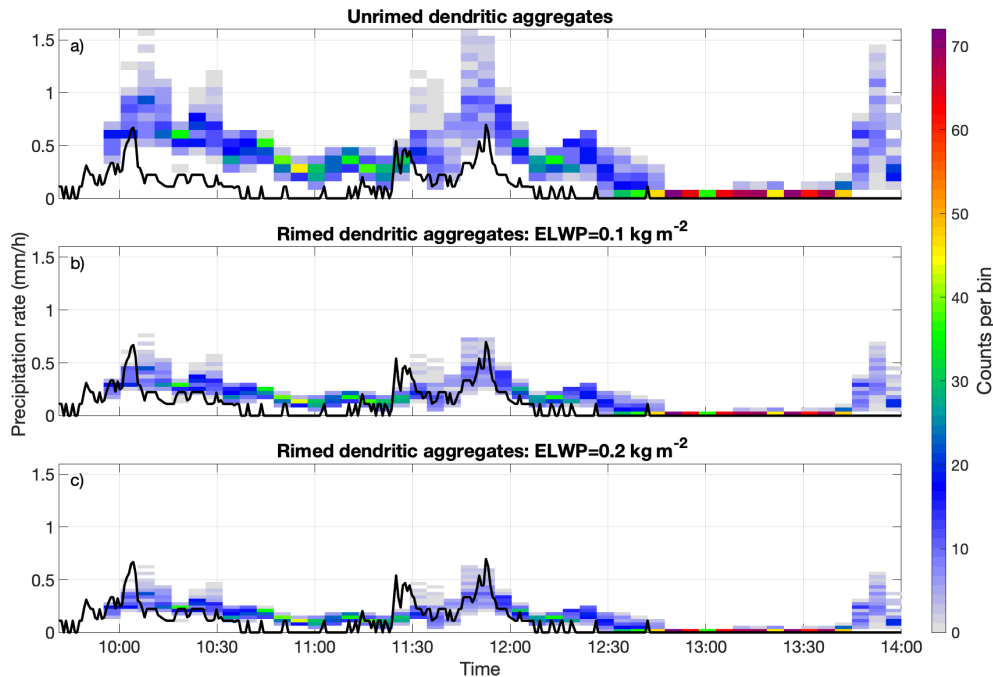 Unrimed dendritic aggregates
a)
1.5
1
0.5
0
Rimed dendritic aggregates: ELWP=0.1 kg m⁻²
b)
1.5
1
0.5
0
Rimed dendritic aggregates: ELWP=0.2 kg m⁻²
c)
1.5
1
0.5
0
10:00 10:30 11:00 11:30 12:00 12:30 13:00 13:30 14:00
Time
Precipitation rate (mm/h)
70
60
50
40
30
20
10
0
Counts per bin